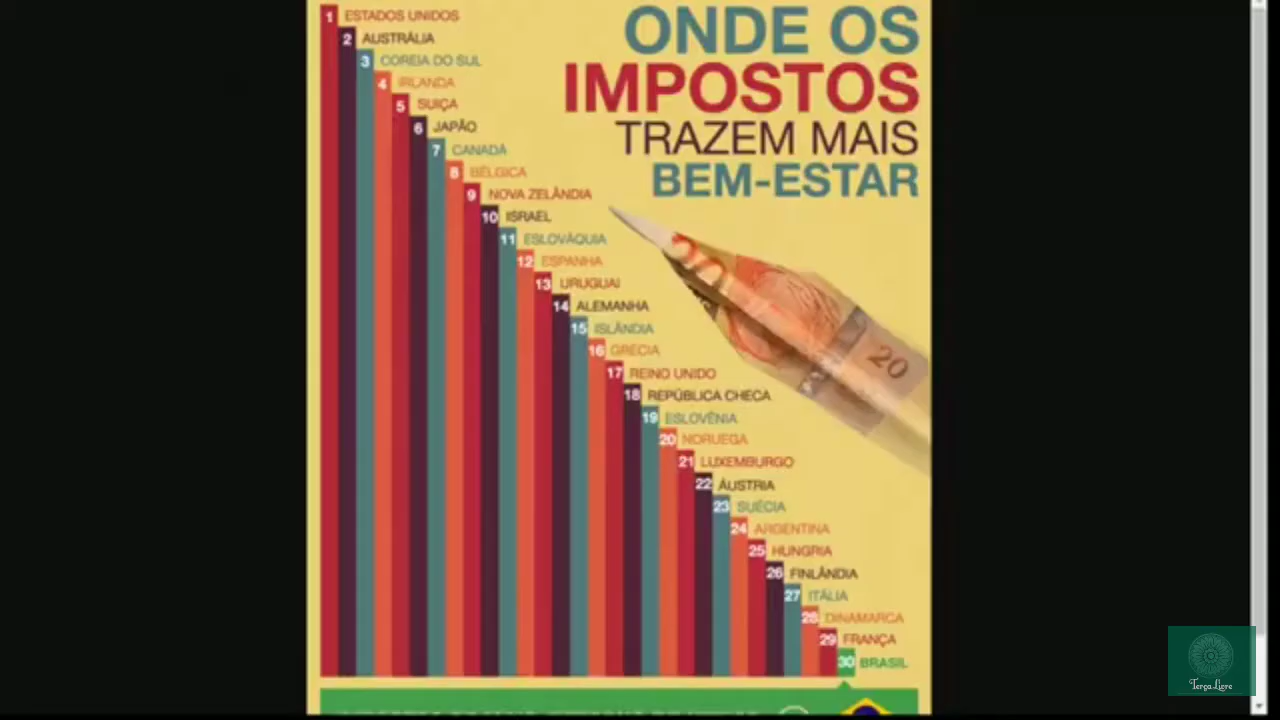 ONDE OS
IMPOSTOS
TRAZEM MAIS
BEM-ESTAR
1 ESTADOS UNIDOS
2 AUSTRÁLIA
3 COREIA DO SUL
4 IRLANDA
5 SUIÇA
6 JAPÃO
7 CANADÁ
8 BÉLGICA
9 NOVA ZELÂNDIA
10 ISRAEL
11 ESLOVÁQUIA
12 ESPANHA
13 URUGUAI
14 ALEMANHA
15 ISLÂNDIA
16 GRÉCIA
17 REINO UNIDO
18 REPÚBLICA CHECA
19 ESLOVÊNIA
20 NORUEGA
21 LUXEMBURGO
22 ÁUSTRIA
23 SUÉCIA
24 ARGENTINA
25 HUNGRIA
26 FINLÂNDIA
27 ITÁLIA
28 DINAMARCA
29 FRANÇA
30 BRASIL
20
Terça Livre